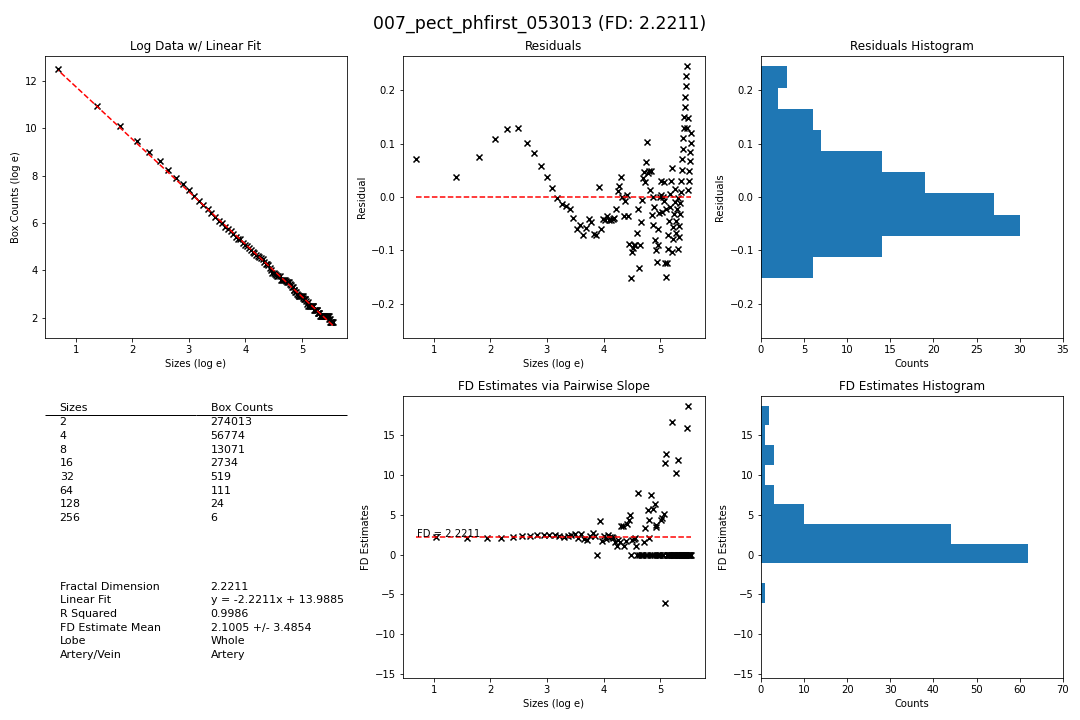 007_pect_phfirst_053013 (FD: 2.2211)
Log Data w/ Linear Fit
Box Counts (log e)
12
10
8
6
4
2
1 2 3 4 5
Sizes (log e)
Residuals
Residual
0.2
0.1
0.0
−0.1
−0.2
1 2 3 4 5
Sizes (log e)
Residuals Histogram
Residuals
0.2
0.1
0.0
−0.1
−0.2
0 5 10 15 20 25 30 35
Counts
Sizes Box Counts
2 274013
4 56774
8 13071
16 2734
32 519
64 111
128 24
256 6
Fractal Dimension 2.2211
Linear Fit y = -2.2211x + 13.9885
R Squared 0.9986
FD Estimate Mean 2.1005 +/- 3.4854
Lobe Whole
Artery/Vein Artery
FD Estimates via Pairwise Slope
FD Estimates
15
10
5
0
−5
−10
−15
FD = 2.2211
1 2 3 4 5
Sizes (log e)
FD Estimates Histogram
FD Estimates
15
10
5
0
−5
−10
−15
0 10 20 30 40 50 60 70
Counts